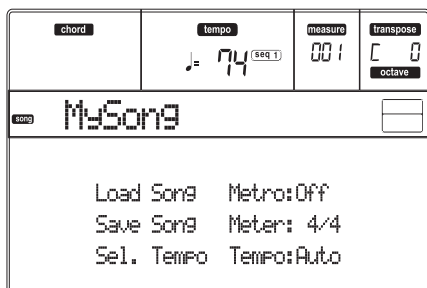 chord tempo measure transpose
♩= 74 seq 1 001 C 0
octave
song MySong
Load Song Metro:Off
Save Song Meter: 4/4
Sel. Tempo Tempo:Auto